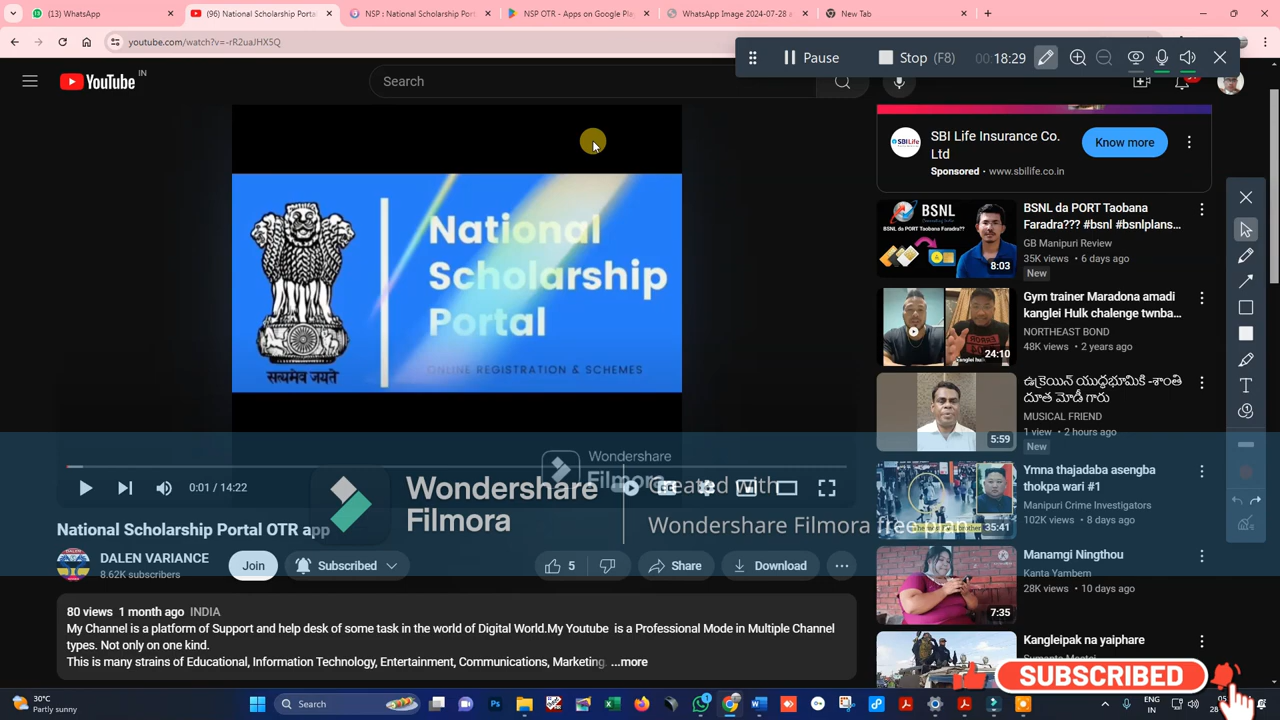 (3) WhatsApp
(96) National Scholarship Port
NSP : National Scholarship Port
NSP OTR - Apps on Google Pla
WhatsApp Image 2024-07-28 a
New Tab
youtube.com/watch?v=-rR2uaJHX5Q
Pause
Stop (F8)
00:18:29
YouTube IN
Search
National
Scholarship
Portal
ONLINE REGISTRATION & SCHEMES
सत्यमेव जयते
SBI Life
SBI Life Insurance Co.
Ltd
Sponsored · www.sbilife.co.in
Know more
BSNL
BSNL da PORT Taobana Faradra??
8:03
BSNL da PORT Taobana
Faradra??? #bsnl #bsnlplans...
GB Manipuri Review
35K views • 6 days ago
New
24:10
Gym trainer Maradona amadi
kanglei Hulk chalenge twnba...
NORTHEAST BOND
48K views • 2 years ago
5:59
ఉక్రెయిన్ యుద్ధభూమికి -శాంతి
దూత మోడీ గారు
MUSICAL FRIEND
1 view • 2 hours ago
New
35:41
Ymna thajadaba asengba
thokpa wari #1
Manipuri Crime Investigators
102K views • 8 days ago
7:35
Manamgi Ningthou
Kanta Yambem
28K views • 10 days ago
Kangleipak na yaiphare
0:01 / 14:22
Wondershare
Filmora
Created with
Wondershare
Filmora
Wondershare Filmora free
National Scholarship Portal OTR app
DALEN VARIANCE
8.62K subscribers
Join
Subscribed
5
Share
Download
80 views 1 month ago INDIA
My Channel is a platform of Support and help desk of some task in the world of Digital World.My Youtube is a Professional Mode in Multiple Channel
types. Not only on one kind.
This is many strains of Educational, Information Technology, Entertainment, Communications, Marketing. ...more
SUBSCRIBED
30°C
Partly sunny
Search
ENG
IN